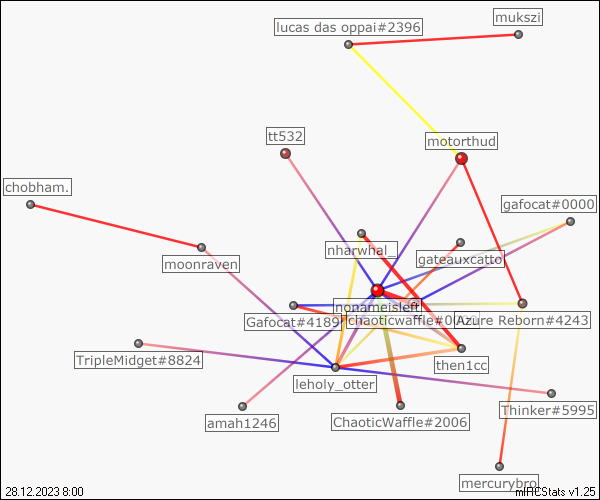 mukszi
lucas das oppai#2396
tt532
motorthud
chobham.
gafocat#0000
nharwhal_
gateauxcatto
moonraven
nonameisleft
Gafocat#4189
chaoticwaffle#0
Azure Reborn#4243
TripleMidget#8824
then1cc
leholy_otter
Thinker#5995
amah1246
ChaoticWaffle#2006
mercurybro
28.12.2023 8:00
mIRCStats v1.25